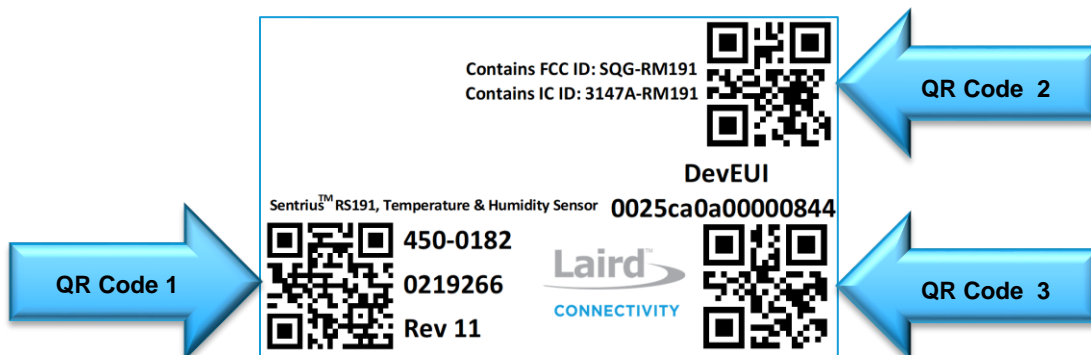 Contains FCC ID: SQG-RM191
Contains IC ID: 3147A-RM191
QR Code 2
DevEUI
Sentrius™ RS191, Temperature & Humidity Sensor 0025ca0a00000844
QR Code 1
450-0182
0219266
Rev 11
Laird™
CONNECTIVITY
QR Code 3